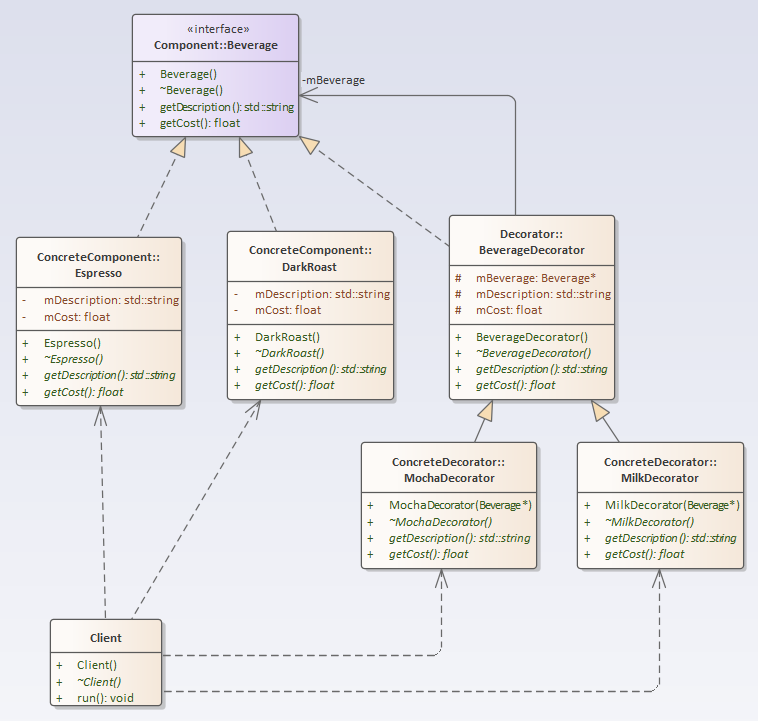 «interface»
Component::Beverage
+ Beverage()
+ ~Beverage()
+ getDescription(): std::string
+ getCost(): float
-mBeverage
ConcreteComponent::
Espresso
- mDescription: std::string
- mCost: float
+ Espresso()
+ ~Espresso()
+ getDescription(): std::string
+ getCost(): float
ConcreteComponent::
DarkRoast
- mDescription: std::string
- mCost: float
+ DarkRoast()
+ ~DarkRoast()
+ getDescription(): std::string
+ getCost(): float
Decorator::
BeverageDecorator
# mBeverage: Beverage*
# mDescription: std::string
# mCost: float
+ BeverageDecorator()
+ ~BeverageDecorator()
+ getDescription(): std::string
+ getCost(): float
ConcreteDecorator::
MochaDecorator
+ MochaDecorator(Beverage*)
+ ~MochaDecorator()
+ getDescription(): std::string
+ getCost(): float
ConcreteDecorator::
MilkDecorator
+ MilkDecorator(Beverage*)
+ ~MilkDecorator()
+ getDescription(): std::string
+ getCost(): float
Client
+ Client()
+ ~Client()
+ run(): void